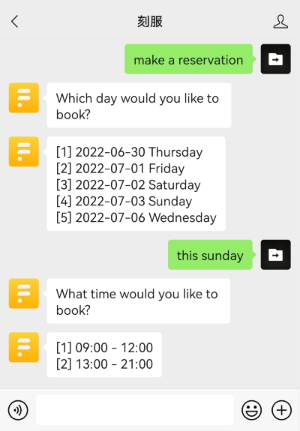 刻服
make a reservation
Which day would you like to
book?
[1] 2022-06-30 Thursday
[2] 2022-07-01 Friday
[3] 2022-07-02 Saturday
[4] 2022-07-03 Sunday
[5] 2022-07-06 Wednesday
this sunday
What time would you like to
book?
[1] 09:00 - 12:00
[2] 13:00 - 21:00